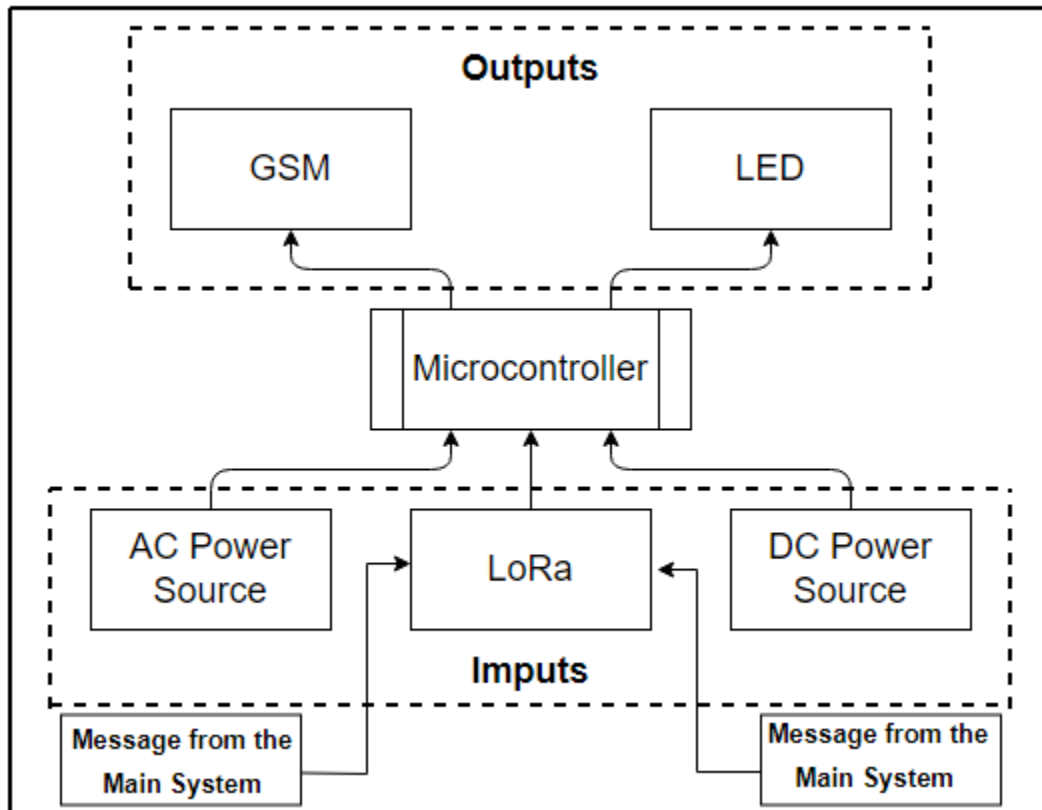 Outputs
GSM
LED
Microcontroller
AC Power
Source
LoRa
DC Power
Source
Imputs
Message from the
Main System
Message from the
Main System